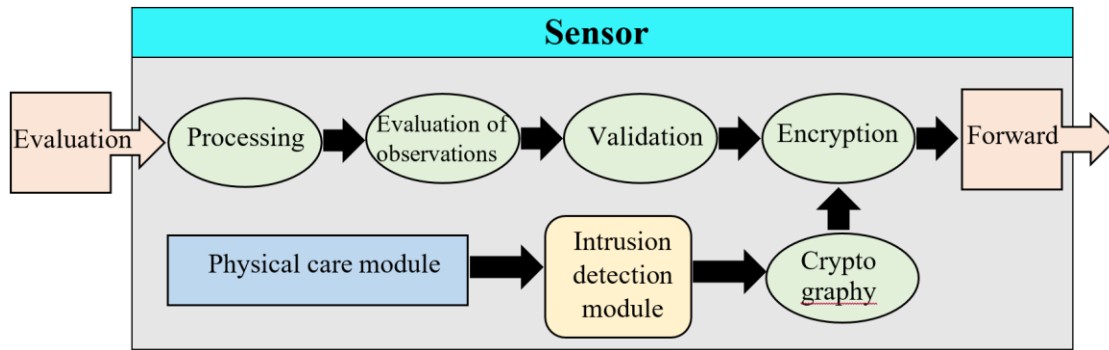 Sensor
Evaluation
Processing
Evaluation of
observations
Validation
Encryption
Forward
Physical care module
Intrusion
detection
module
Crypto
graphy